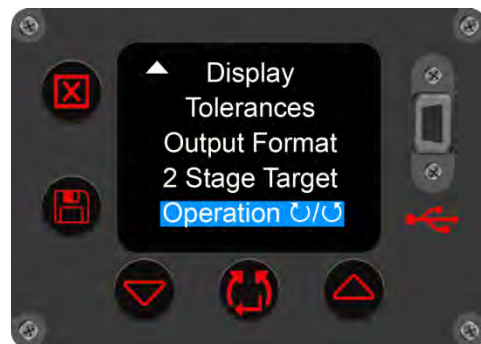 Display
Tolerances
Output Format
2 Stage Target
Operation ↻/↺